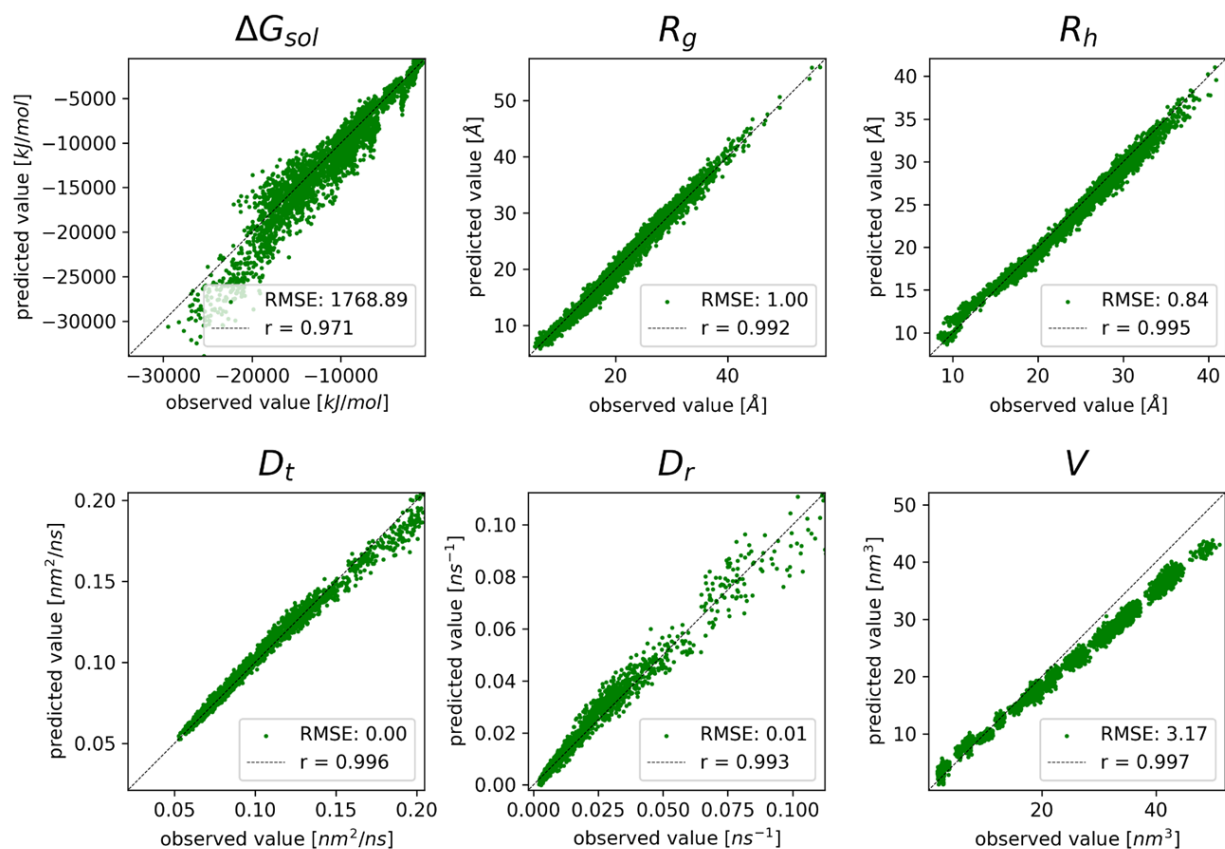 ΔG_sol
predicted value [kJ/mol]
−5000
−10000
−15000
−20000
−25000
−30000
RMSE: 1768.89
r = 0.971
−30000 −20000 −10000
observed value [kJ/mol]
R_g
predicted value [Å]
50
40
30
20
10
RMSE: 1.00
r = 0.992
20 40
observed value [Å]
R_h
predicted value [Å]
40
35
30
25
20
15
10
RMSE: 0.84
r = 0.995
10 20 30 40
observed value [Å]
D_t
predicted value [nm²/ns]
0.20
0.15
0.10
0.05
RMSE: 0.00
r = 0.996
0.05 0.10 0.15 0.20
observed value [nm²/ns]
D_r
predicted value [ns⁻¹]
0.10
0.08
0.06
0.04
0.02
0.00
RMSE: 0.01
r = 0.993
0.000 0.025 0.050 0.075 0.100
observed value [ns⁻¹]
V
predicted value [nm³]
50
40
30
20
10
RMSE: 3.17
r = 0.997
20 40
observed value [nm³]